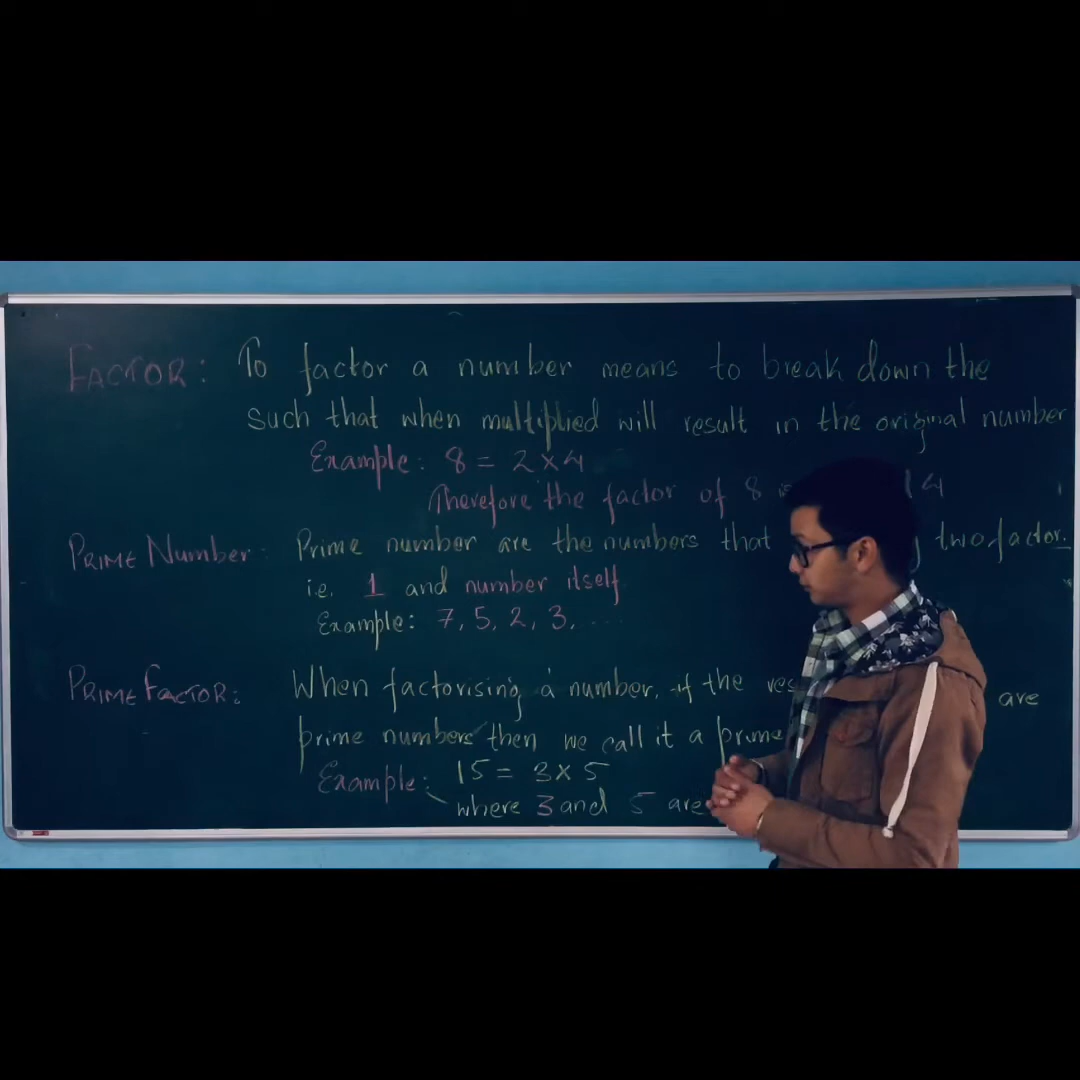 FACTOR: To factor a number means to break down the
such that when multiplied will result in the original number
Example: 8 = 2 × 4
Therefore the factor of 8 4
PRIME NUMBER: Prime number are the numbers that two factor.
i.e. 1 and number itself
Example: 7, 5, 2, 3, ....
PRIME FACTOR: When factorising a number, if the are
prime numbers then we call it a prime
Example: 15 = 3 × 5
where 3 and 5 are